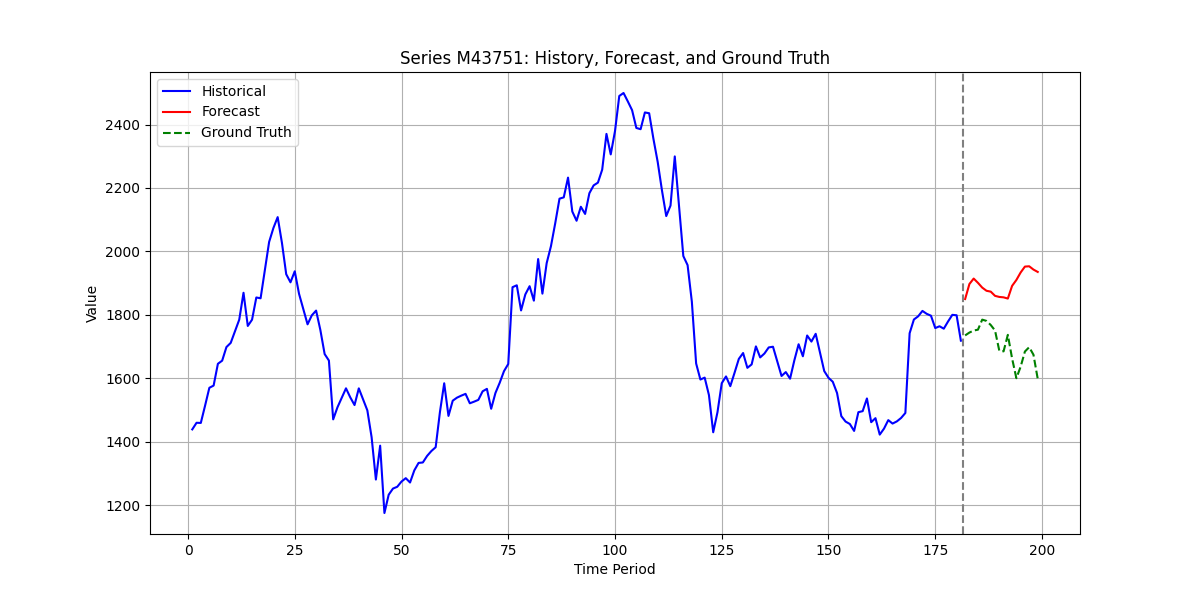 Series M43751: History, Forecast, and Ground Truth
Historical
Forecast
Ground Truth
Value
2400
2200
2000
1800
1600
1400
1200
0 25 50 75 100 125 150 175 200
Time Period